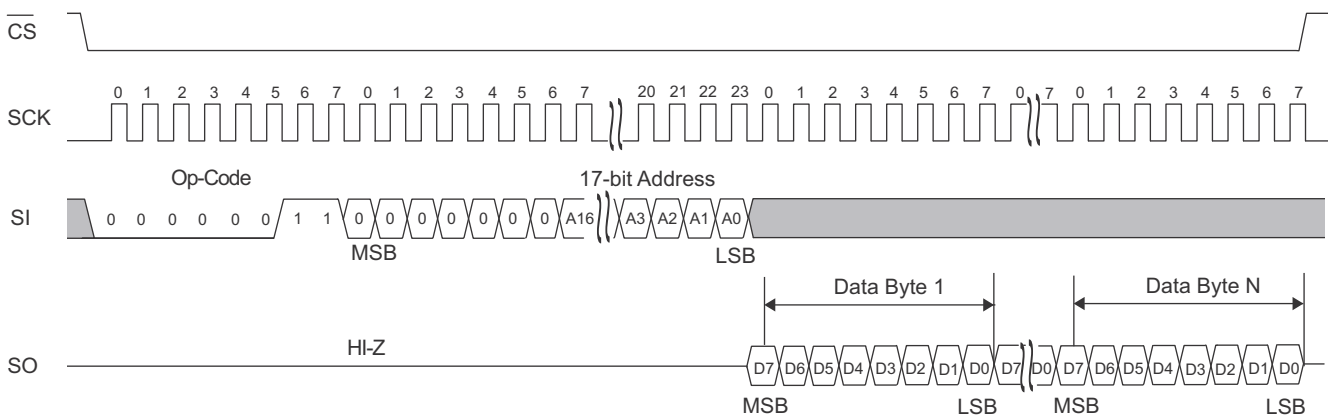 CS
0 1 2 3 4 5 6 7 0 1 2 3 4 5 6 7 20 21 22 23 0 1 2 3 4 5 6 7 0 7 0 1 2 3 4 5 6 7
SCK
Op-Code 17-bit Address
SI 0 0 0 0 0 0 1 1 0 0 0 0 0 0 0 A16 A3 A2 A1 A0
MSB LSB
Data Byte 1 Data Byte N
HI-Z
SO D7 D6 D5 D4 D3 D2 D1 D0 D7 D0 D7 D6 D5 D4 D3 D2 D1 D0
MSB LSB MSB LSB